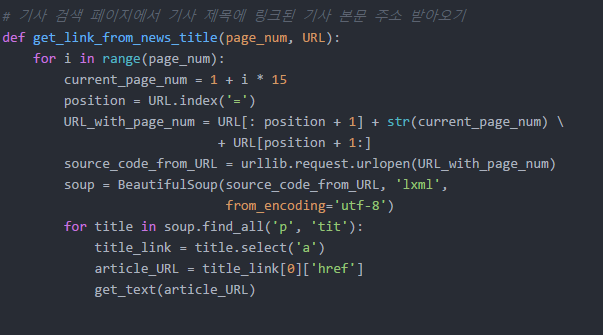 # 기사 검색 페이지에서 기사 제목에 링크된 기사 본문 주소 받아오기
def get_link_from_news_title(page_num, URL):
    for i in range(page_num):
        current_page_num = 1 + i * 15
        position = URL.index('=')
        URL_with_page_num = URL[: position + 1] + str(current_page_num) \
                            + URL[position + 1:]
        source_code_from_URL = urllib.request.urlopen(URL_with_page_num)
        soup = BeautifulSoup(source_code_from_URL, 'lxml',
                             from_encoding='utf-8')
        for title in soup.find_all('p', 'tit'):
            title_link = title.select('a')
            article_URL = title_link[0]['href']
            get_text(article_URL)